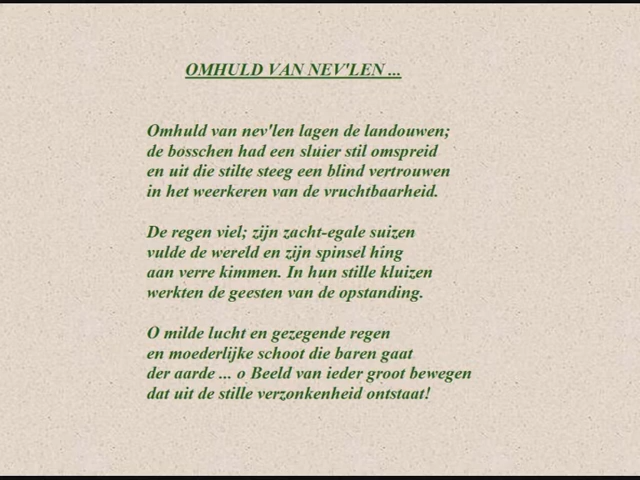 OMHULD VAN NEV'LEN ...
Omhuld van nev'len lagen de landouwen;
de bosschen had een sluier stil omspreid
en uit die stilte steeg een blind vertrouwen
in het weerkeren van de vruchtbaarheid.
De regen viel; zijn zacht-egale suizen
vulde de wereld en zijn spinsel híng
aan verre kimmen. In hun stille kluizen
werkten de geesten van de opstanding.
O milde lucht en gezegende regen
en moederlijke schoot die baren gaat
der aarde ... o Beeld van ieder groot bewegen
dat uit de stille verzonkenheid ontstaat!